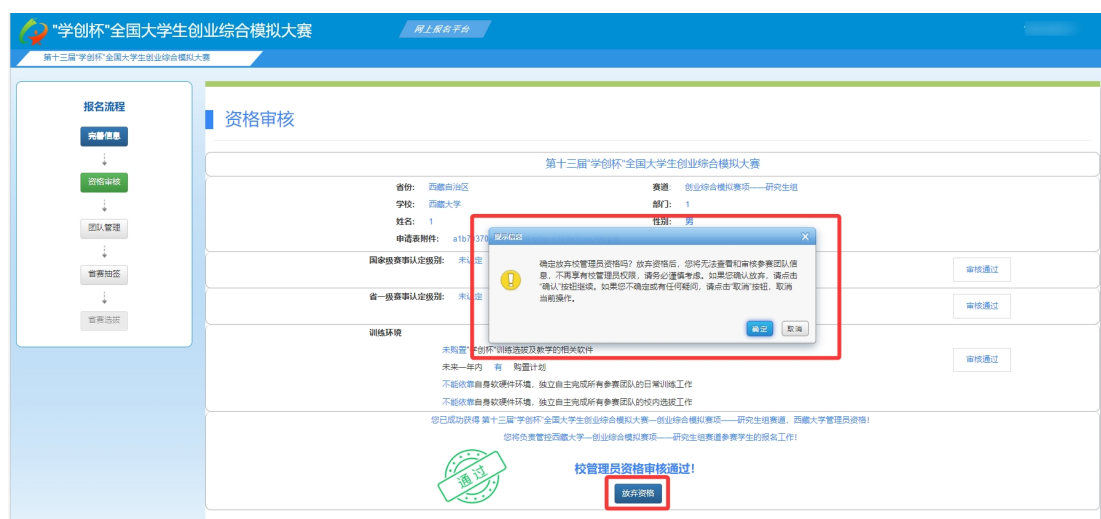 "学创杯"全国大学生创业综合模拟大赛
网上报名平台
第十三届"学创杯"全国大学生创业综合模拟大赛
报名流程
完善信息
资格审核
团队管理
省赛抽签
省赛选拔
资格审核
第十三届"学创杯"全国大学生创业综合模拟大赛
省份： 西藏自治区 赛道 创业综合模拟赛项——研究生组
学校： 西藏大学 部门： 1
姓名： 1 性别： 男
申请表附件： a1b7
提示信息
确定放弃校管理员资格吗？放弃资格后，您将无法查看和审核参赛团队信
息，不再享有校管理员权限，请务必谨慎考虑。如果您确认放弃，请点击
"确认"按钮继续。如果您不确定或有任何疑问，请点击"取消"按钮，取消
当前操作。
确定 取消
国家级赛事认定级别： 未认定 审核通过
省一级赛事认定级别： 未认定 审核通过
训练环境
未购置"学创杯"训练选拔及教学的相关软件
未来一年内 有 购置计划 审核通过
不能依靠自身软硬件环境，独立自主完成所有参赛团队的日常训练工作
不能依靠自身软硬件环境，独立自主完成所有参赛团队的校内选拔工作
您已成功获得 第十三届"学创杯"全国大学生创业综合模拟大赛—创业综合模拟赛项——研究生组赛道，西藏大学管理员资格！
您将负责管控西藏大学—创业综合模拟赛项——研究生组赛道参赛学生的报名工作！
通过
校管理员资格审核通过！
放弃资格